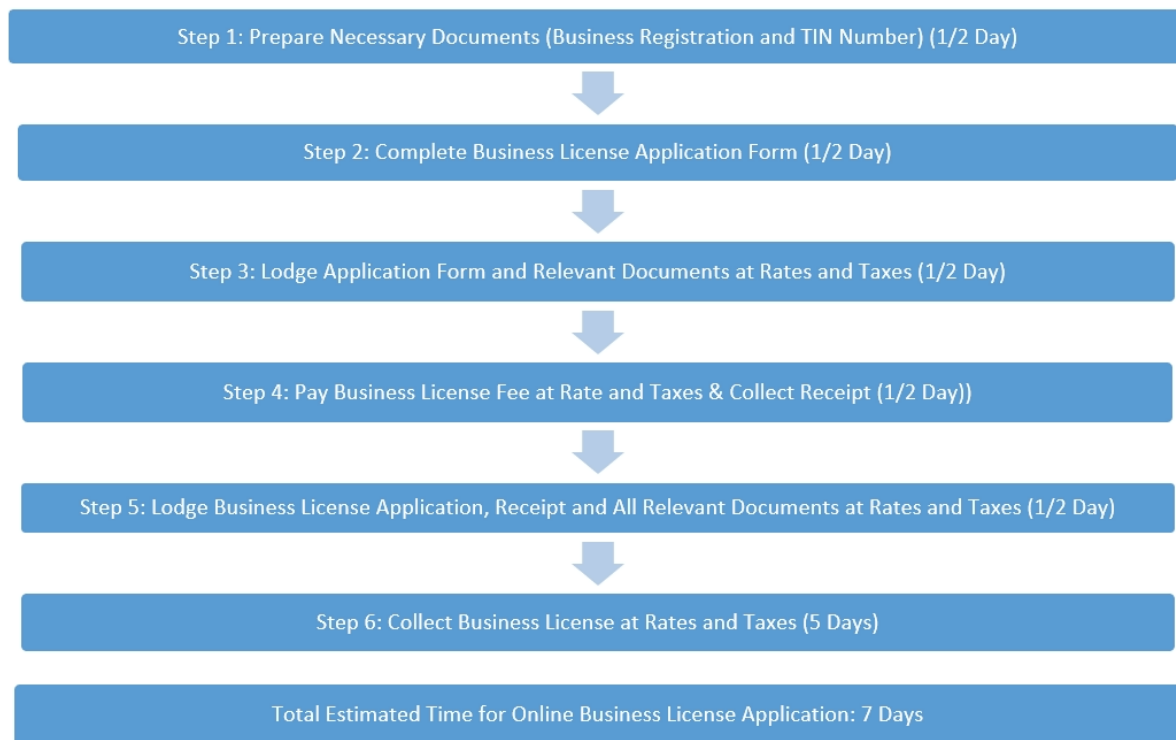 Step 1: Prepare Necessary Documents (Business Registration and TIN Number) (1/2 Day)
Step 2: Complete Business License Application Form (1/2 Day)
Step 3: Lodge Application Form and Relevant Documents at Rates and Taxes (1/2 Day)
Step 4: Pay Business License Fee at Rate and Taxes & Collect Receipt (1/2 Day))
Step 5: Lodge Business License Application, Receipt and All Relevant Documents at Rates and Taxes (1/2 Day)
Step 6: Collect Business License at Rates and Taxes (5 Days)
Total Estimated Time for Online Business License Application: 7 Days